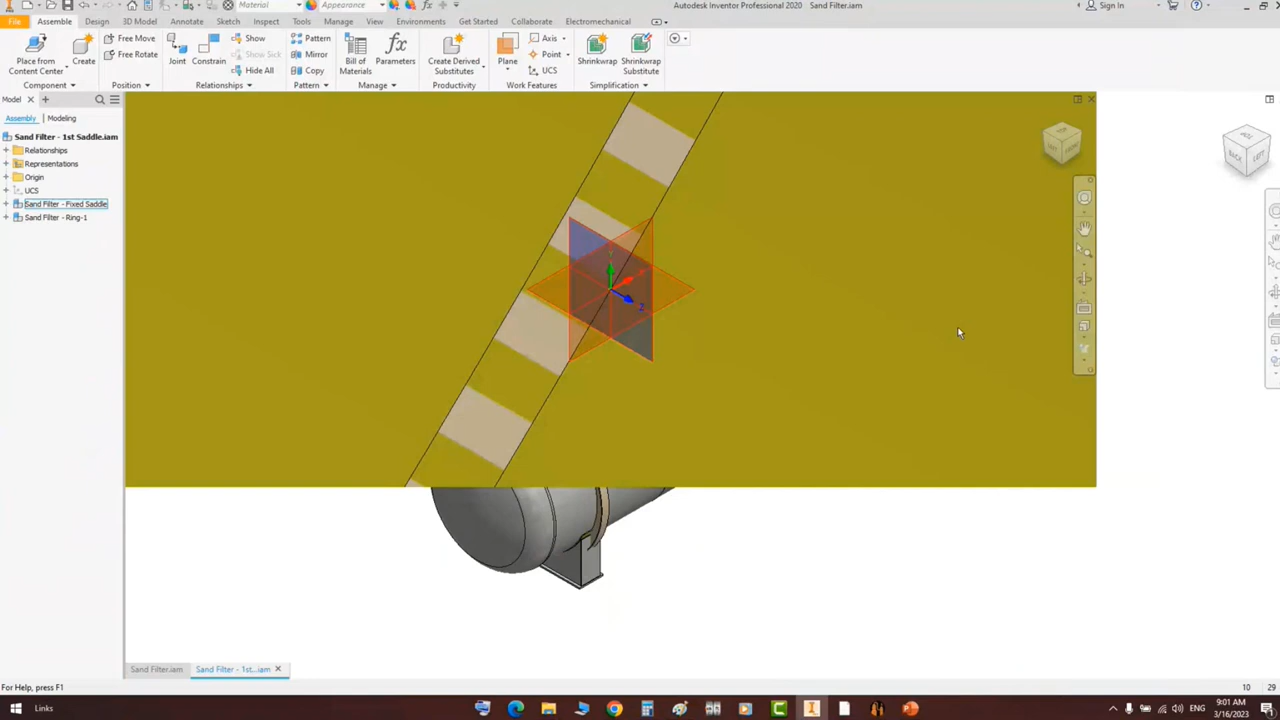 Material
Appearance
Autodesk Inventor Professional 2020
Sand Filter.iam
Sign In
File
Assemble
Design
3D Model
Annotate
Sketch
Inspect
Tools
Manage
View
Environments
Get Started
Collaborate
Electromechanical
Place from
Content Center
Create
Free Move
Free Rotate
Joint
Constrain
Show
Show Sick
Hide All
Pattern
Mirror
Copy
Bill of
Materials
Parameters
Create Derived
Substitutes
Plane
Axis
Point
UCS
Shrinkwrap
Shrinkwrap
Substitute
Component
Position
Relationships
Pattern
Manage
Productivity
Work Features
Simplification
Model
Assembly
Modeling
Sand Filter - 1st Saddle.iam
Relationships
Representations
Origin
UCS
Sand Filter - Fixed Saddle
Sand Filter - Ring-1
Z
BACK
LEFT
Sand Filter.iam
Sand Filter - 1st...iam
For Help, press F1
10
29
Links
ENG
9:01 AM
3/16/2023